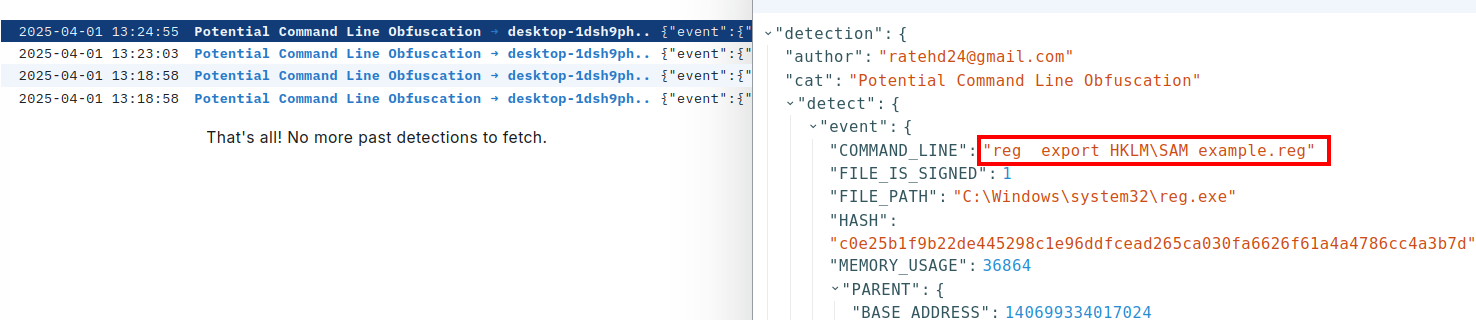 2025-04-01 13:24:55 Potential Command Line Obfuscation → desktop-1dsh9ph.. {"event":{"
2025-04-01 13:23:03 Potential Command Line Obfuscation → desktop-1dsh9ph.. {"event":{"
2025-04-01 13:18:58 Potential Command Line Obfuscation → desktop-1dsh9ph.. {"event":{"
2025-04-01 13:18:58 Potential Command Line Obfuscation → desktop-1dsh9ph.. {"event":{"
That's all! No more past detections to fetch.
"detection": {
"author": "ratehd24@gmail.com"
"cat": "Potential Command Line Obfuscation"
"detect": {
"event": {
"COMMAND_LINE": "reg  export HKLM\SAM example.reg"
"FILE_IS_SIGNED": 1
"FILE_PATH": "C:\Windows\system32\reg.exe"
"HASH":
"c0e25b1f9b22de445298c1e96ddfcead265ca030fa6626f61a4a4786cc4a3b7d"
"MEMORY_USAGE": 36864
"PARENT": {
"BASE_ADDRESS": 140699334017024